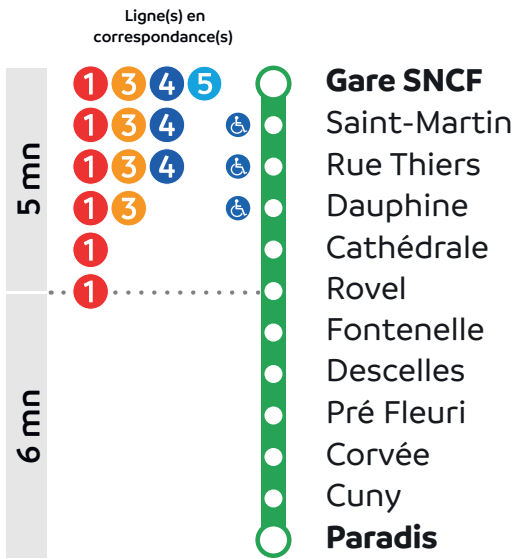 Ligne(s) en
correspondance(s)
1 3 4 5 Gare SNCF
1 3 4 Saint-Martin
1 3 4 Rue Thiers
1 3 Dauphine
1 Cathédrale
1 Rovel
Fontenelle
Descelles
Pré Fleuri
Corvée
Cuny
Paradis
5 mn
6 mn